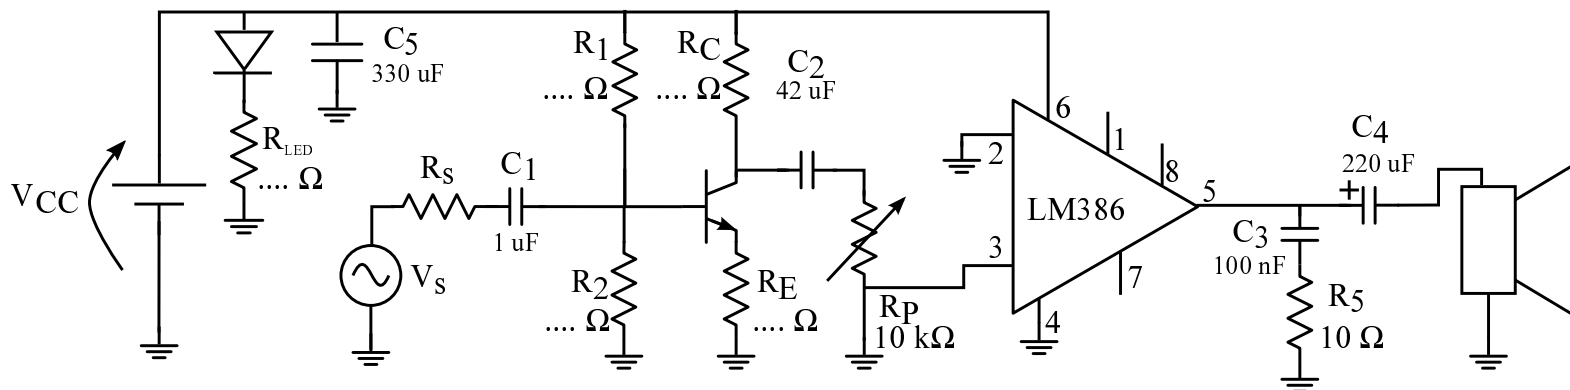 VCC
RLED
.... Ω
C5
330 uF
Rs
C1
1 uF
Vs
R1
.... Ω
R2
.... Ω
RC
.... Ω
RE
.... Ω
C2
42 uF
RP
10 kΩ
LM386
6
1
8
2
3
5
7
4
C3
100 nF
R5
10 Ω
C4
220 uF
+